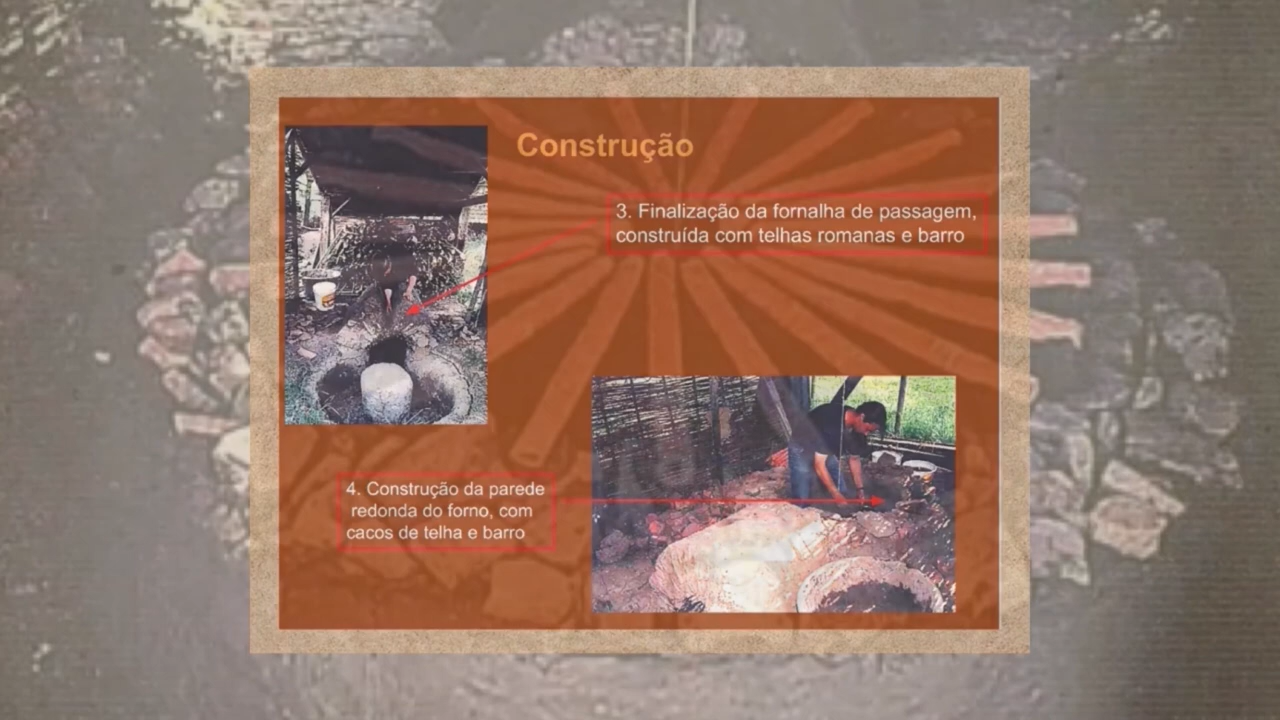 Construção
3. Finalização da fornalha de passagem,
construída com telhas romanas e barro
4. Construção da parede
redonda do forno, com
cacos de telha e barro